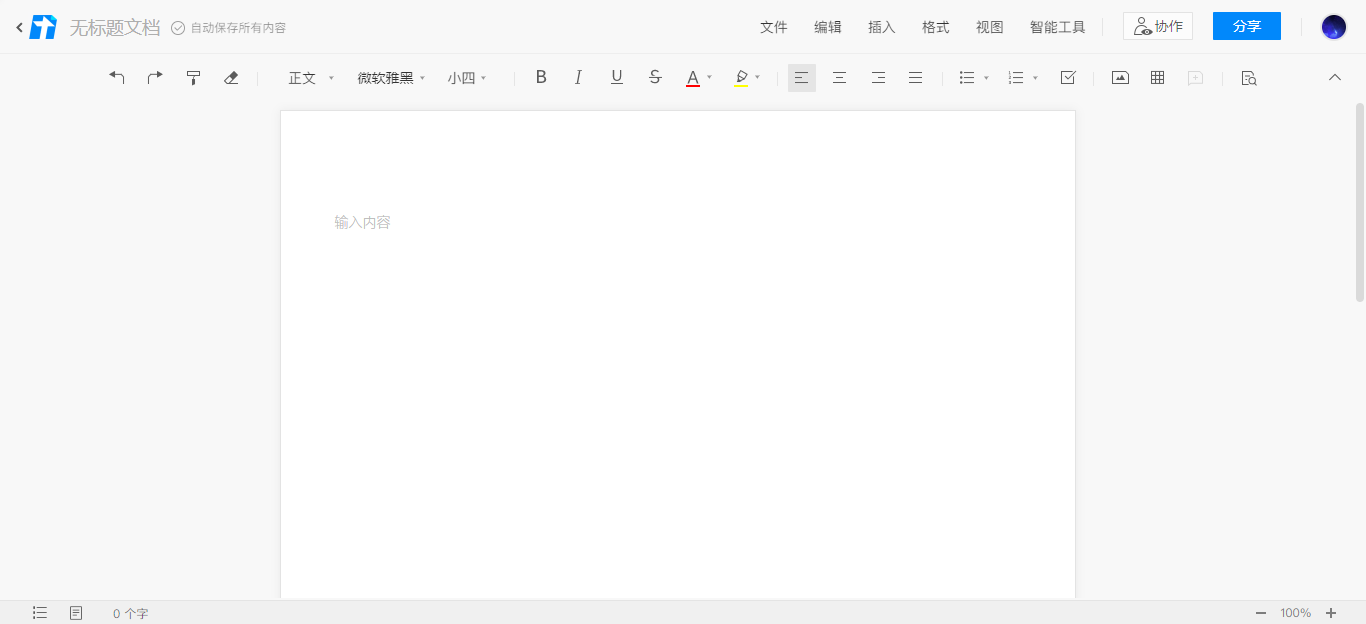 无标题文档 自动保存所有内容 文件 编辑 插入 格式 视图 智能工具 协作 分享
正文 微软雅黑 小四 B I U S A
输入内容
0 个字 100%